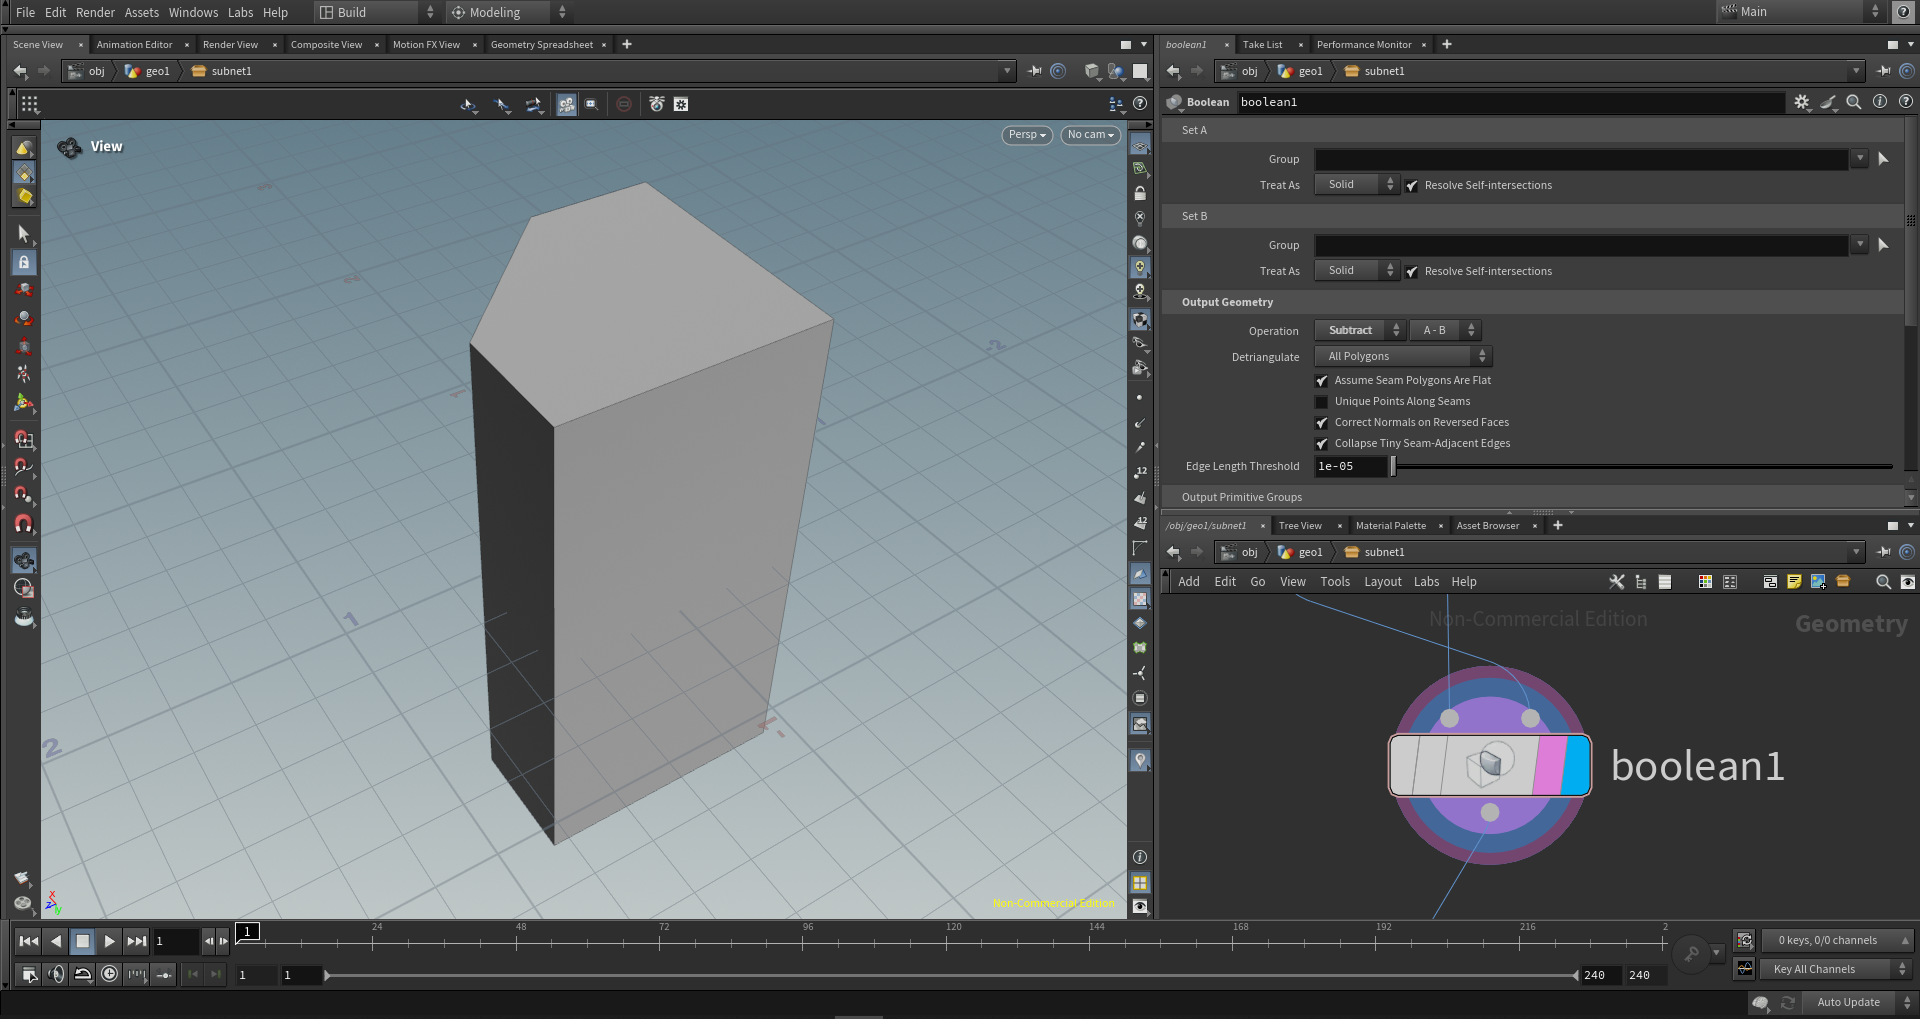 File Edit Render Assets Windows Labs Help Build Modeling Main
Scene View Animation Editor Render View Composite View Motion FX View Geometry Spreadsheet
obj geo1 subnet1
View
Persp No cam
2
1
12
12
Non-Commercial Edition
boolean1 Take List Performance Monitor
obj geo1 subnet1
Boolean boolean1
Set A
Group
Treat As Solid Resolve Self-intersections
Set B
Group
Treat As Solid Resolve Self-intersections
Output Geometry
Operation Subtract A - B
Detriangulate All Polygons
Assume Seam Polygons Are Flat
Unique Points Along Seams
Correct Normals on Reversed Faces
Collapse Tiny Seam-Adjacent Edges
Edge Length Threshold 1e-05
Output Primitive Groups
/obj/geo1/subnet1 Tree View Material Palette Asset Browser
obj geo1 subnet1
Add Edit Go View Tools Layout Labs Help
Non-Commercial Edition Geometry
boolean1
1 1 24 48 72 96 120 144 168 192 216 2
0 keys, 0/0 channels
1 1 240 240 Key All Channels
Auto Update